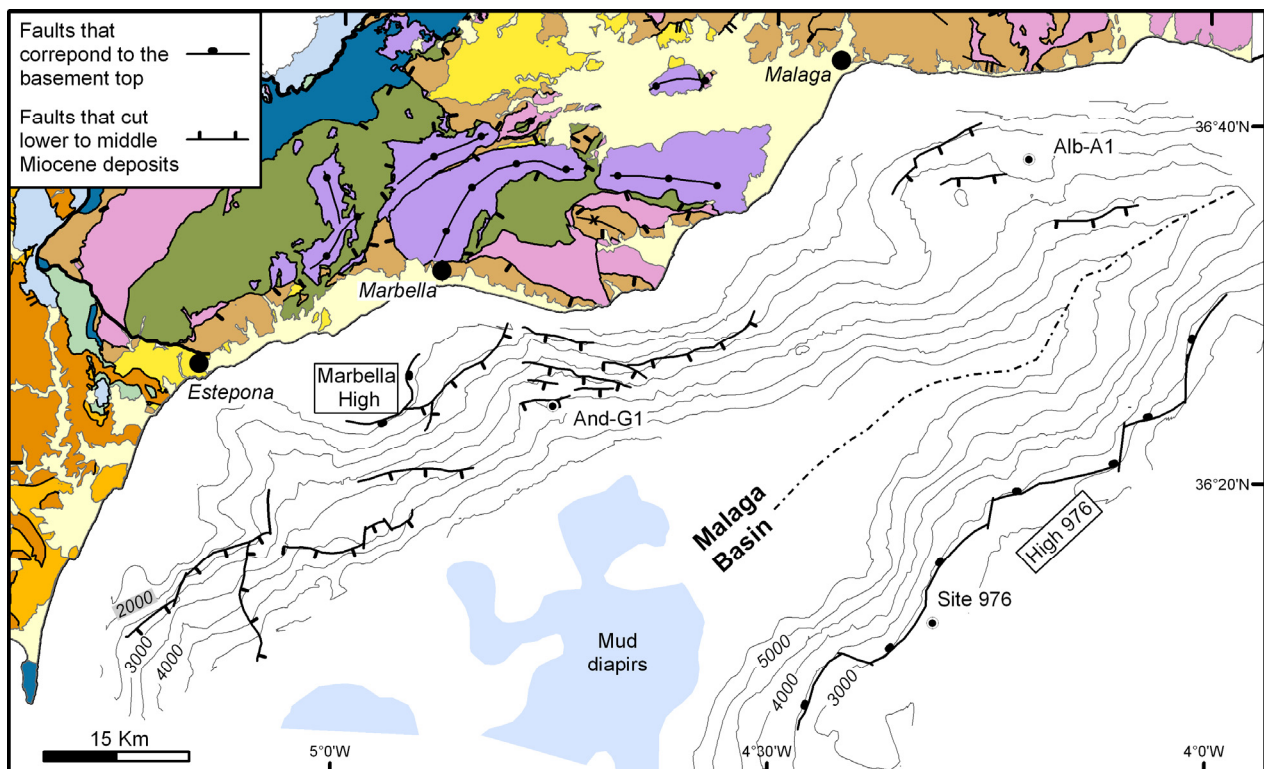 Faults that
correpond to the
basement top
Faults that cut
lower to middle
Miocene deposits
Malaga
36°40'N
Alb-A1
Marbella
Estepona
Marbella
High
And-G1
36°20'N
Malaga
Basin
High 976
Site 976
2000
3000
4000
Mud
diapirs
5000
4000
3000
15 Km
5°0'W
4°30'W
4°0'W